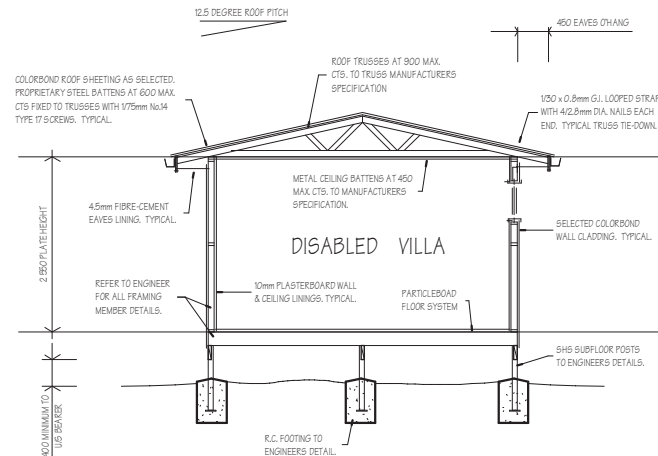 12.5 DEGREE ROOF PITCH
450 EAVES O'HANG
ROOF TRUSSES AT 900 MAX.
CTS. TO TRUSS MANUFACTURERS
SPECIFICATION
COLORBOND ROOF SHEETING AS SELECTED.
PROPRIETARY STEEL BATTENS AT 600 MAX.
CTS FIXED TO TRUSSES WITH 1/75mm No.14
TYPE 17 SCREWS. TYPICAL.
1/30 x 0.8mm G.I. LOOPED STRAP
WITH 4/2.8mm DIA. NAILS EACH
END. TYPICAL TRUSS TIE-DOWN.
METAL CEILING BATTENS AT 450
MAX. CTS. TO MANUFACTURERS
SPECIFICATION.
4.5mm FIBRE-CEMENT
EAVES LINING. TYPICAL.
2 550 PLATE HEIGHT
SELECTED COLORBOND
WALL CLADDING. TYPICAL.
DISABLED VILLA
REFER TO ENGINEER
FOR ALL FRAMING
MEMBER DETAILS.
10mm PLASTERBOARD WALL
& CEILING LININGS. TYPICAL.
PARTICLEBOAD
FLOOR SYSTEM
SHS SUBFLOOR POSTS
TO ENGINEERS DETAILS.
400 MINIMUM TO
U/S BEARER
R.C. FOOTING TO
ENGINEERS DETAIL.